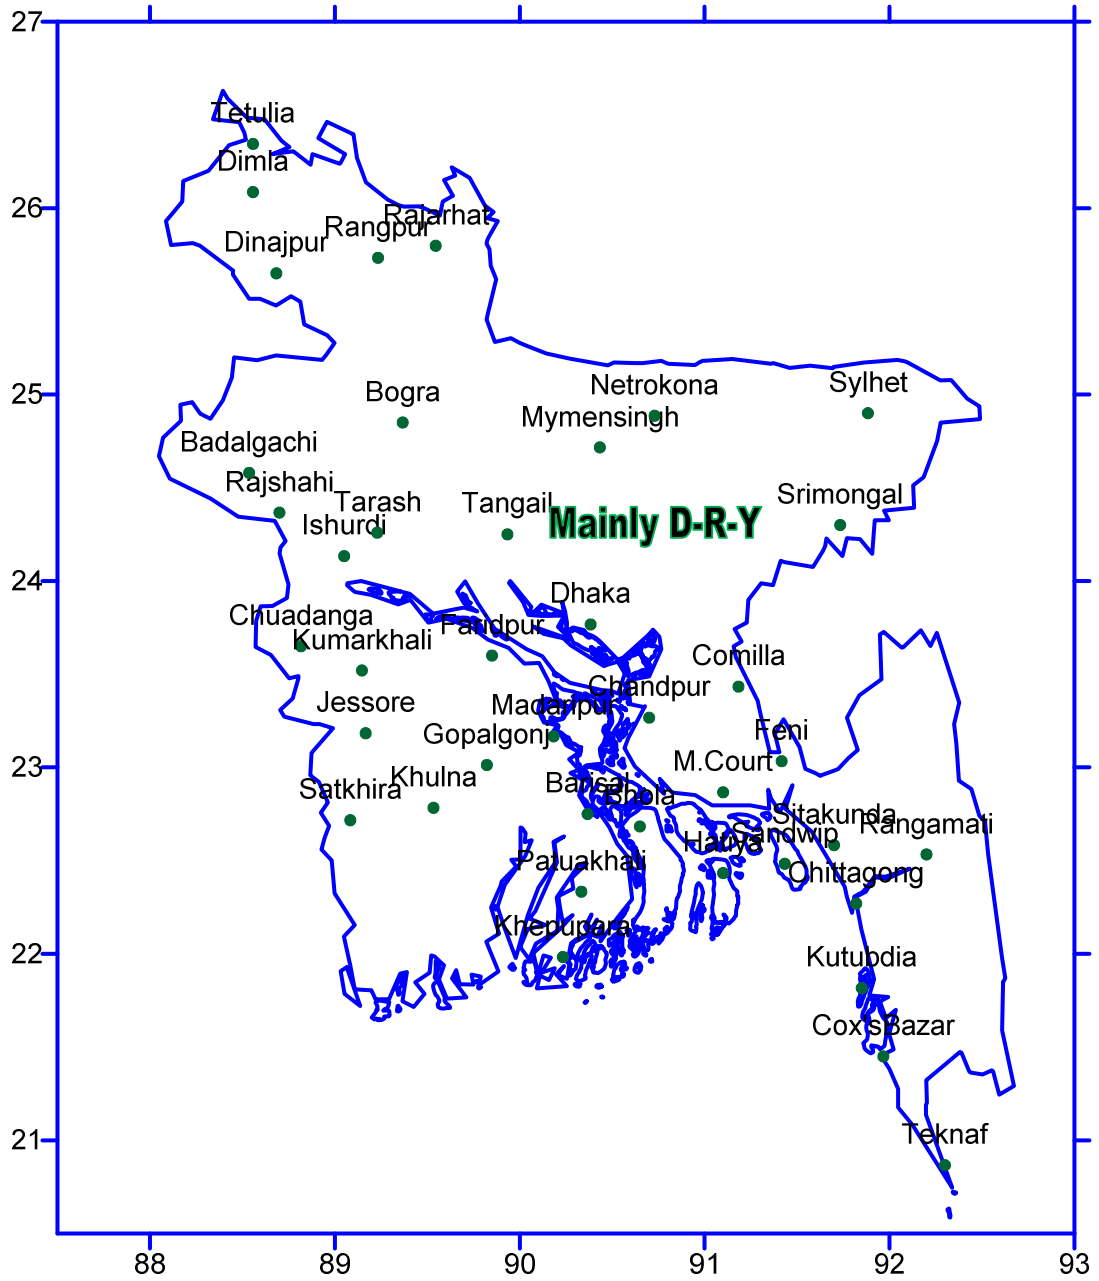 27
Tetulia
Dimla
26
Rajarhat
Rangpur
Dinajpur
25
Sylhet
Netrokona
Bogra
Mymensingh
Badalgachi
Rajshahi
Srimongal
Tarash
Tangail
Ishurdi
Mainly D-R-Y
24
Dhaka
Chuadanga
Faridpur
Kumarkhali
Comilla
Chandpur
Jessore
Madaripur
Feni
Gopalgonj
23
M.Court
Khulna
Barisal
Satkhira
Bhola
Sitakunda
Rangamati
Sandwip
Hatiya
Patuakhali
Chittagong
Khepupara
22
Kutubdia
Cox'sBazar
21
Teknaf
88 89 90 91 92 93